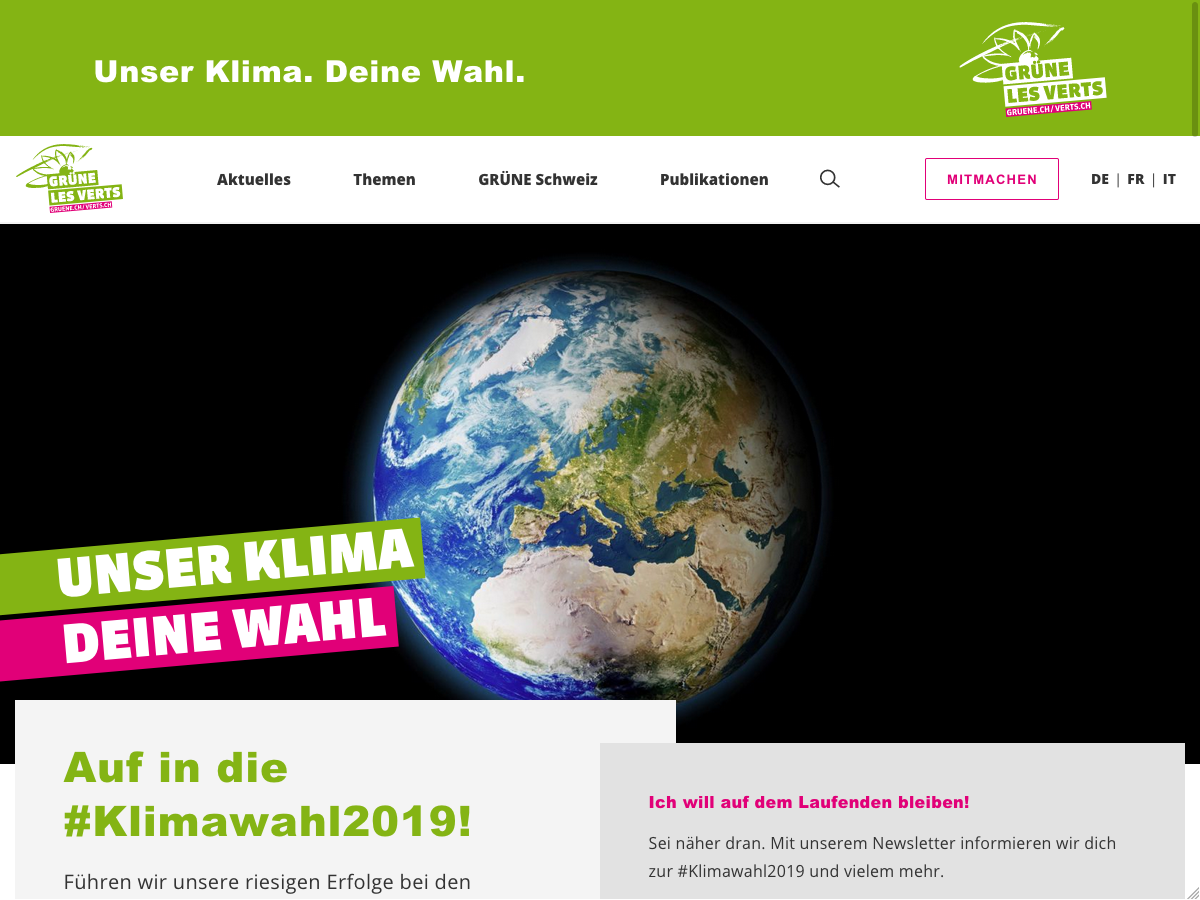 Unser Klima. Deine Wahl.
GRÜNE
LES VERTS
GRUENE.CH/VERTS.CH
GRÜNE
LES VERTS
GRUENE.CH/VERTS.CH
Aktuelles
Themen
GRÜNE Schweiz
Publikationen
MITMACHEN
DE | FR | IT
UNSER KLIMA
DEINE WAHL
Auf in die
#Klimawahl2019!
Führen wir unsere riesigen Erfolge bei den
Ich will auf dem Laufenden bleiben!
Sei näher dran. Mit unserem Newsletter informieren wir dich
zur #Klimawahl2019 und vielem mehr.